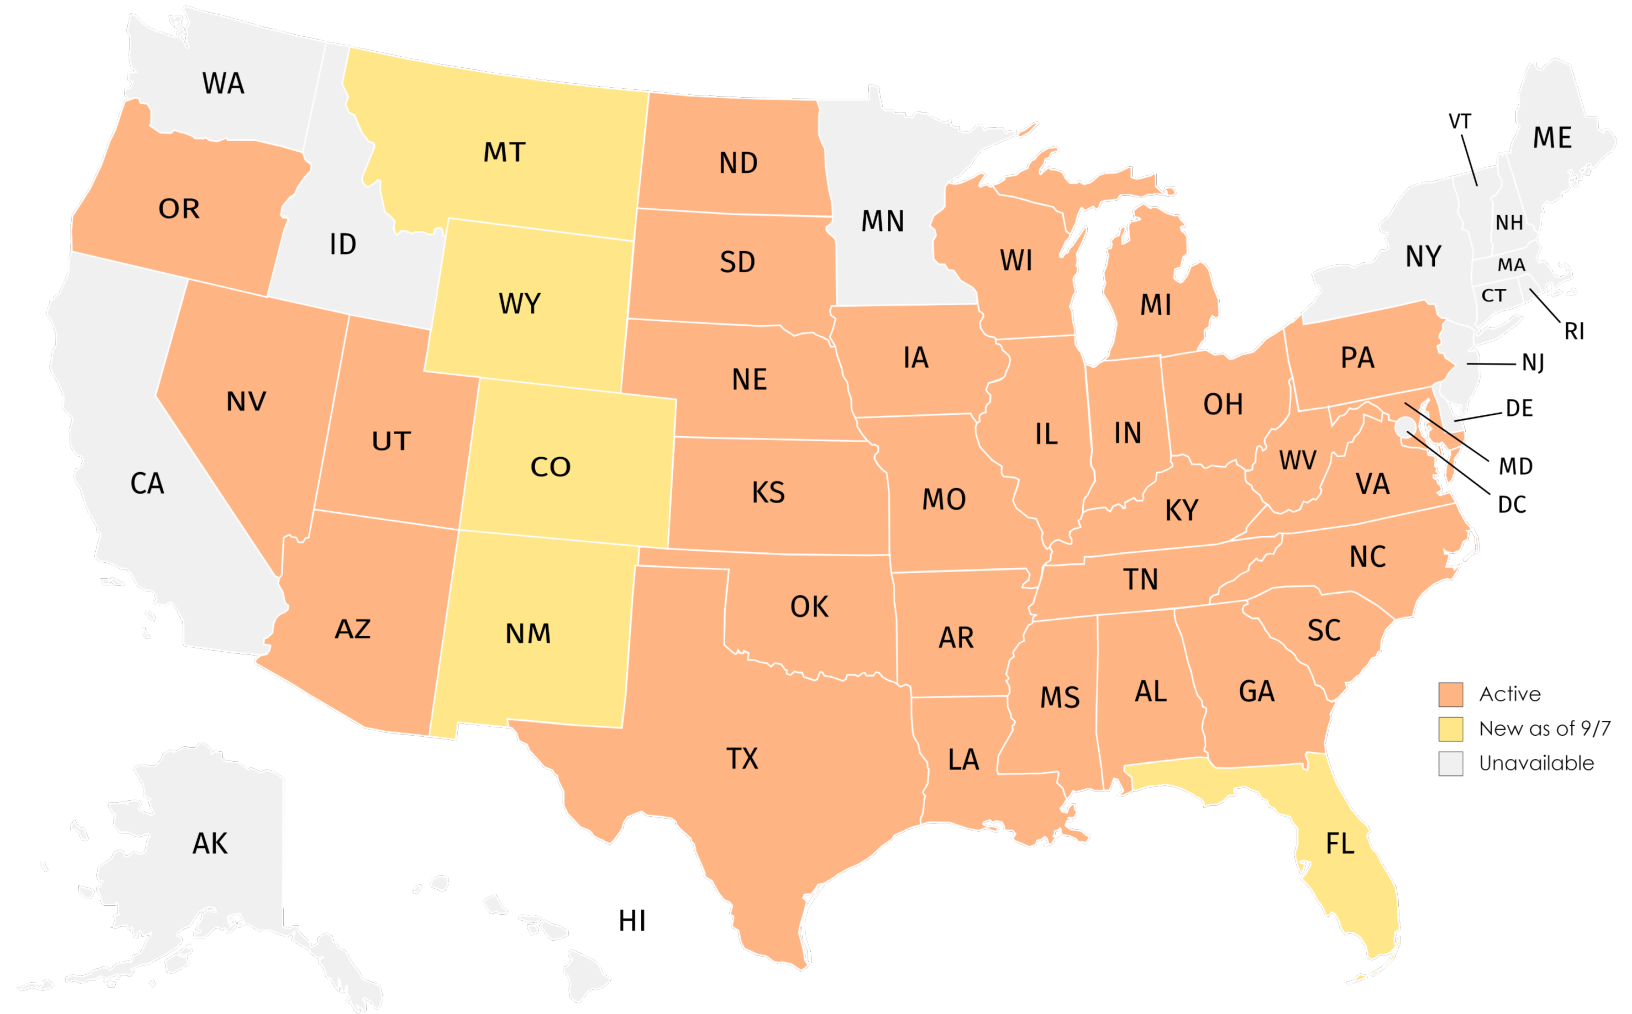 WA
MT
ND
VT
ME
OR
MN
NH
ID
SD
WI
NY
MA
CT
WY
MI
RI
IA
PA
NJ
NE
NV
OH
DE
UT
IL
IN
CO
WV
MD
CA
KS
MO
KY
VA
DC
NC
TN
OK
AZ
NM
AR
SC
MS
AL
GA
Active
New as of 9/7
TX
LA
Unavailable
AK
FL
HI